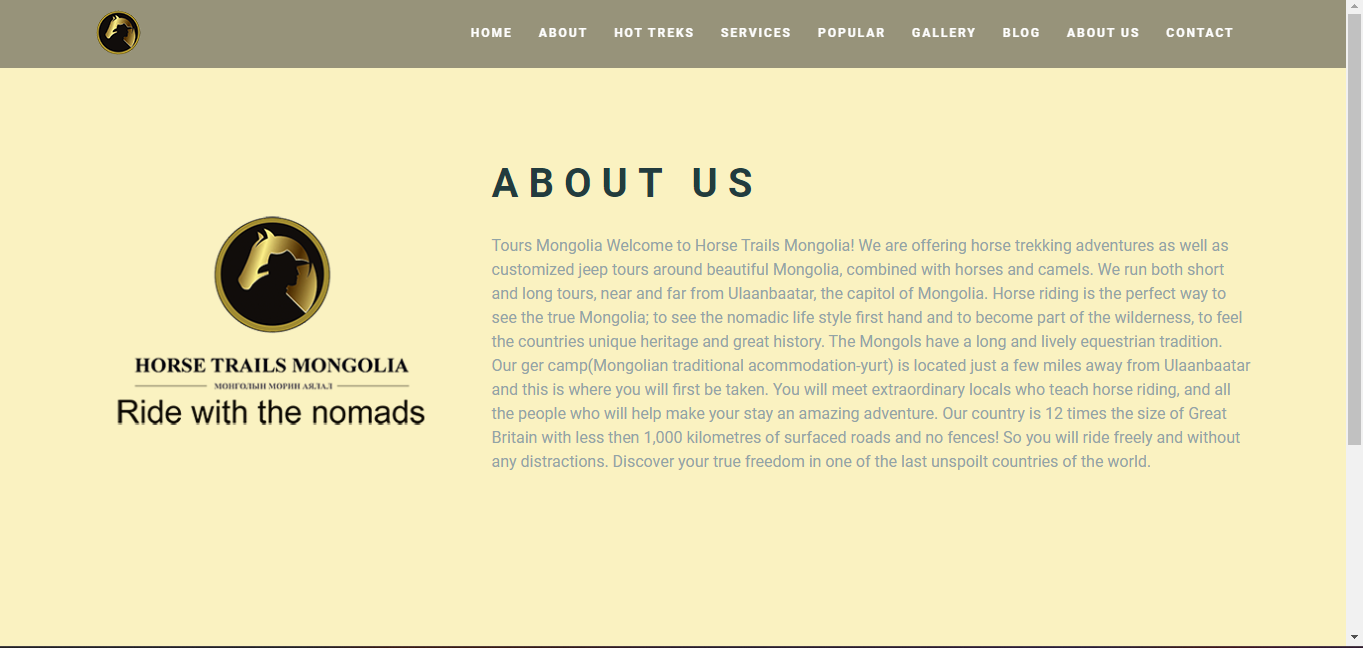 HOME ABOUT HOT TREKS SERVICES POPULAR GALLERY BLOG ABOUT US CONTACT
ABOUT US
Tours Mongolia Welcome to Horse Trails Mongolia! We are offering horse trekking adventures as well as
customized jeep tours around beautiful Mongolia, combined with horses and camels. We run both short
and long tours, near and far from Ulaanbaatar, the capitol of Mongolia. Horse riding is the perfect way to
see the true Mongolia; to see the nomadic life style first hand and to become part of the wilderness, to feel
the countries unique heritage and great history. The Mongols have a long and lively equestrian tradition.
Our ger camp(Mongolian traditional acommodation-yurt) is located just a few miles away from Ulaanbaatar
and this is where you will first be taken. You will meet extraordinary locals who teach horse riding, and all
the people who will help make your stay an amazing adventure. Our country is 12 times the size of Great
Britain with less then 1,000 kilometres of surfaced roads and no fences! So you will ride freely and without
any distractions. Discover your true freedom in one of the last unspoilt countries of the world.
HORSE TRAILS MONGOLIA
МОНГОЛЫН МОРИН АЯЛАЛ
Ride with the nomads